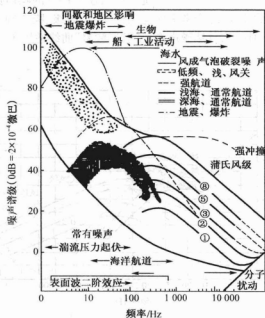 间歇和地区影响
地震爆炸
生物
船、工业活动
海水
风成气泡破裂噪声
低频、浅、风关
强航道
浅海、通常航道
深海、通常航道
地震、爆炸
强冲撞
蒲氏风级
⑧
⑤
③
②
①
常有噪声
湍流压力起伏
海洋航道
表面波二阶效应
分子
扰动
120
100
80
60
40
20
0
-20
0
10
100
1000
10 000
噪声谱级(0dB=2×10⁻⁴微巴)
频率/Hz